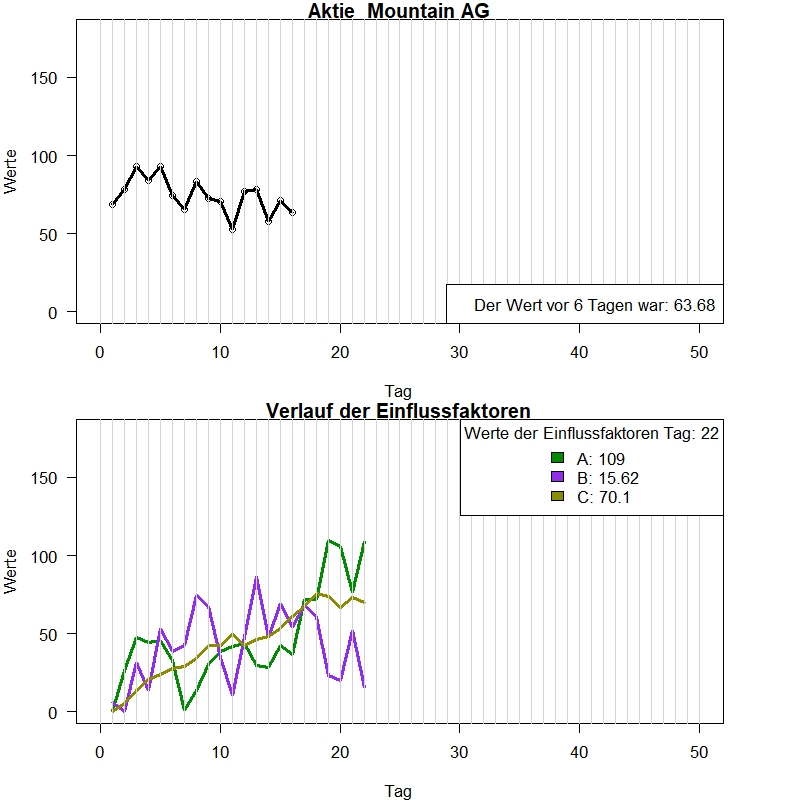 Aktie  Mountain AG
Werte
150
100
50
0
Der Wert vor 6 Tagen war: 63.68
0 10 20 30 40 50
Tag
Verlauf der Einflussfaktoren
Werte
150
100
50
0
Werte der Einflussfaktoren Tag: 22
A: 109
B: 15.62
C: 70.1
0 10 20 30 40 50
Tag